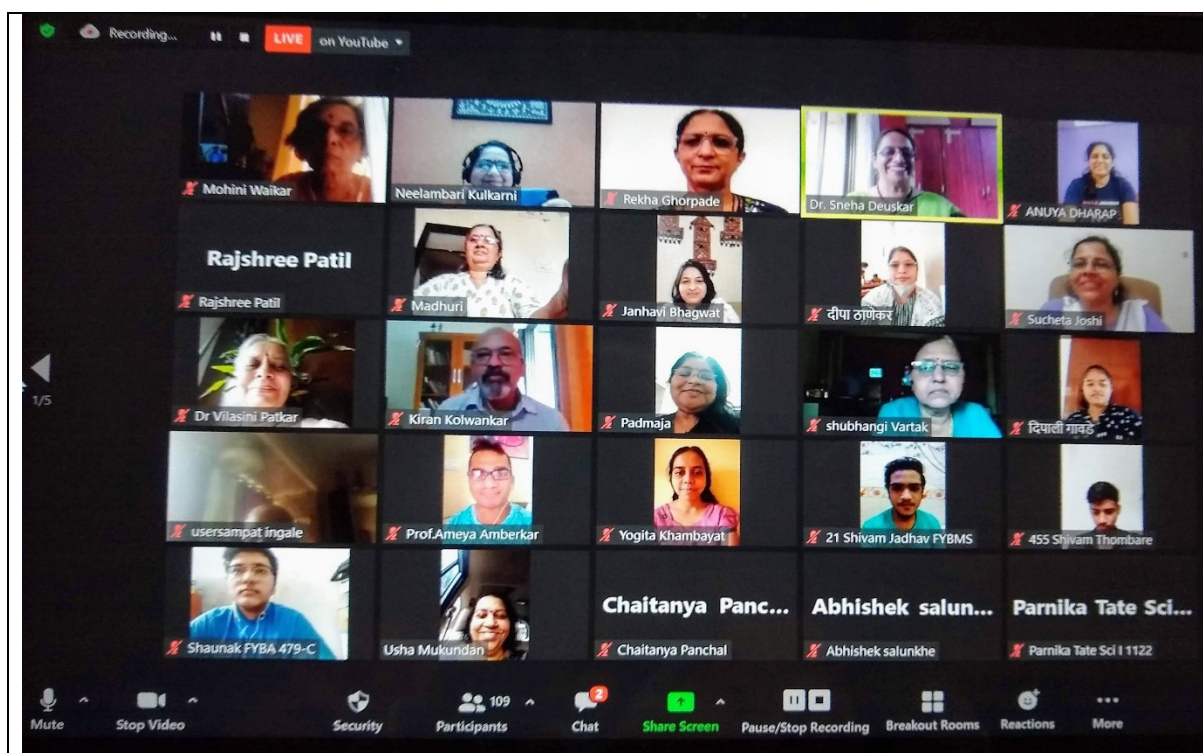 Recording... LIVE on YouTube
Mohini Waikar
Neelambari Kulkarni
Rekha Ghorpade
Dr. Sneha Deuskar
ANUYA DHARAP
Rajshree Patil
Rajshree Patil
Madhuri
Janhavi Bhagwat
दीपा ठाणेकर
Sucheta Joshi
1/5
Dr Vilasini Patkar
Kiran Kolwankar
Padmaja
shubhangi Vartak
दिपाली गावडे
usersampat ingale
Prof.Ameya Amberkar
Yogita Khambayat
21 Shivam Jadhav FYBMS
455 Shivam Thombare
Shaunak FYBA 479-C
Usha Mukundan
Chaitanya Panc...
Chaitanya Panchal
Abhishek salun...
Abhishek salunkhe
Parnika Tate Sci...
Parnika Tate Sci I 1122
Mute
Stop Video
Security
109
Participants
2
Chat
Share Screen
Pause/Stop Recording
Breakout Rooms
Reactions
More